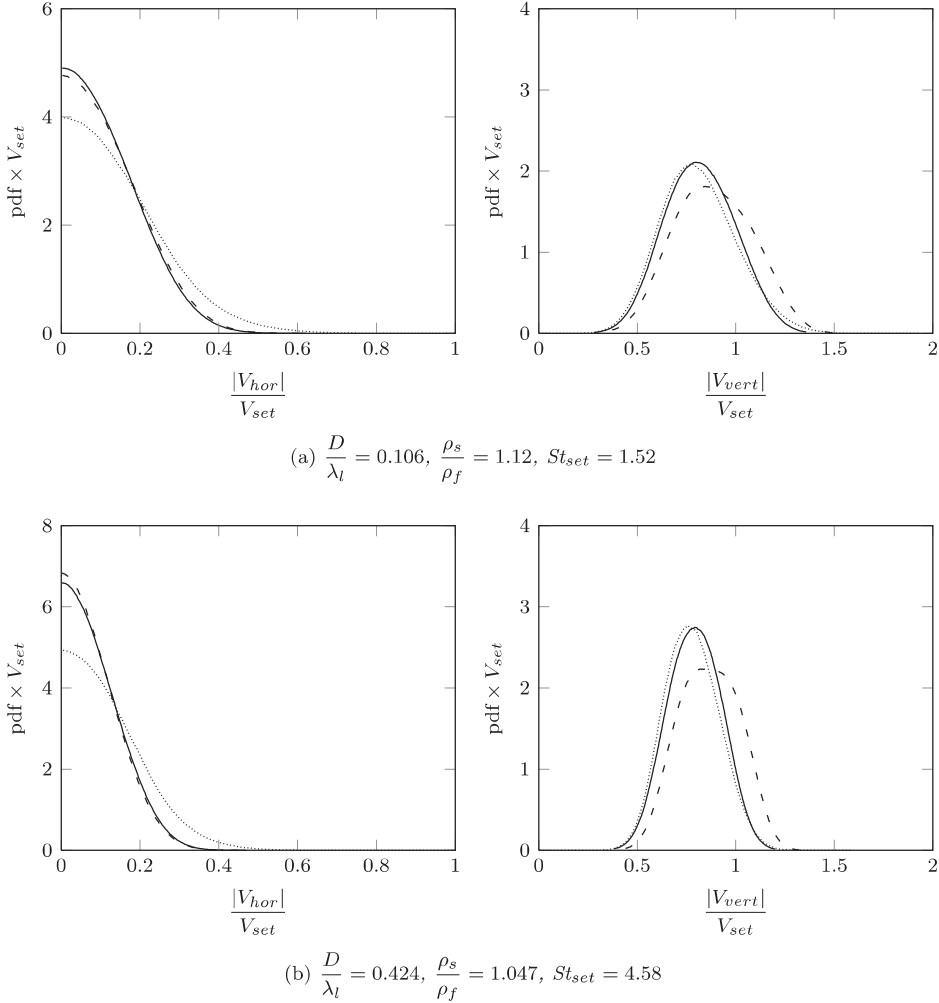 6
4
2
0
pdf × V_set
0 0.2 0.4 0.6 0.8 1
|V_hor|
V_set
4
3
2
1
0
pdf × V_set
0 0.5 1 1.5 2
|V_vert|
V_set
(a) D/λ_l = 0.106, ρ_s/ρ_f = 1.12, St_set = 1.52
8
6
4
2
0
pdf × V_set
0 0.2 0.4 0.6 0.8 1
|V_hor|
V_set
4
3
2
1
0
pdf × V_set
0 0.5 1 1.5 2
|V_vert|
V_set
(b) D/λ_l = 0.424, ρ_s/ρ_f = 1.047, St_set = 4.58